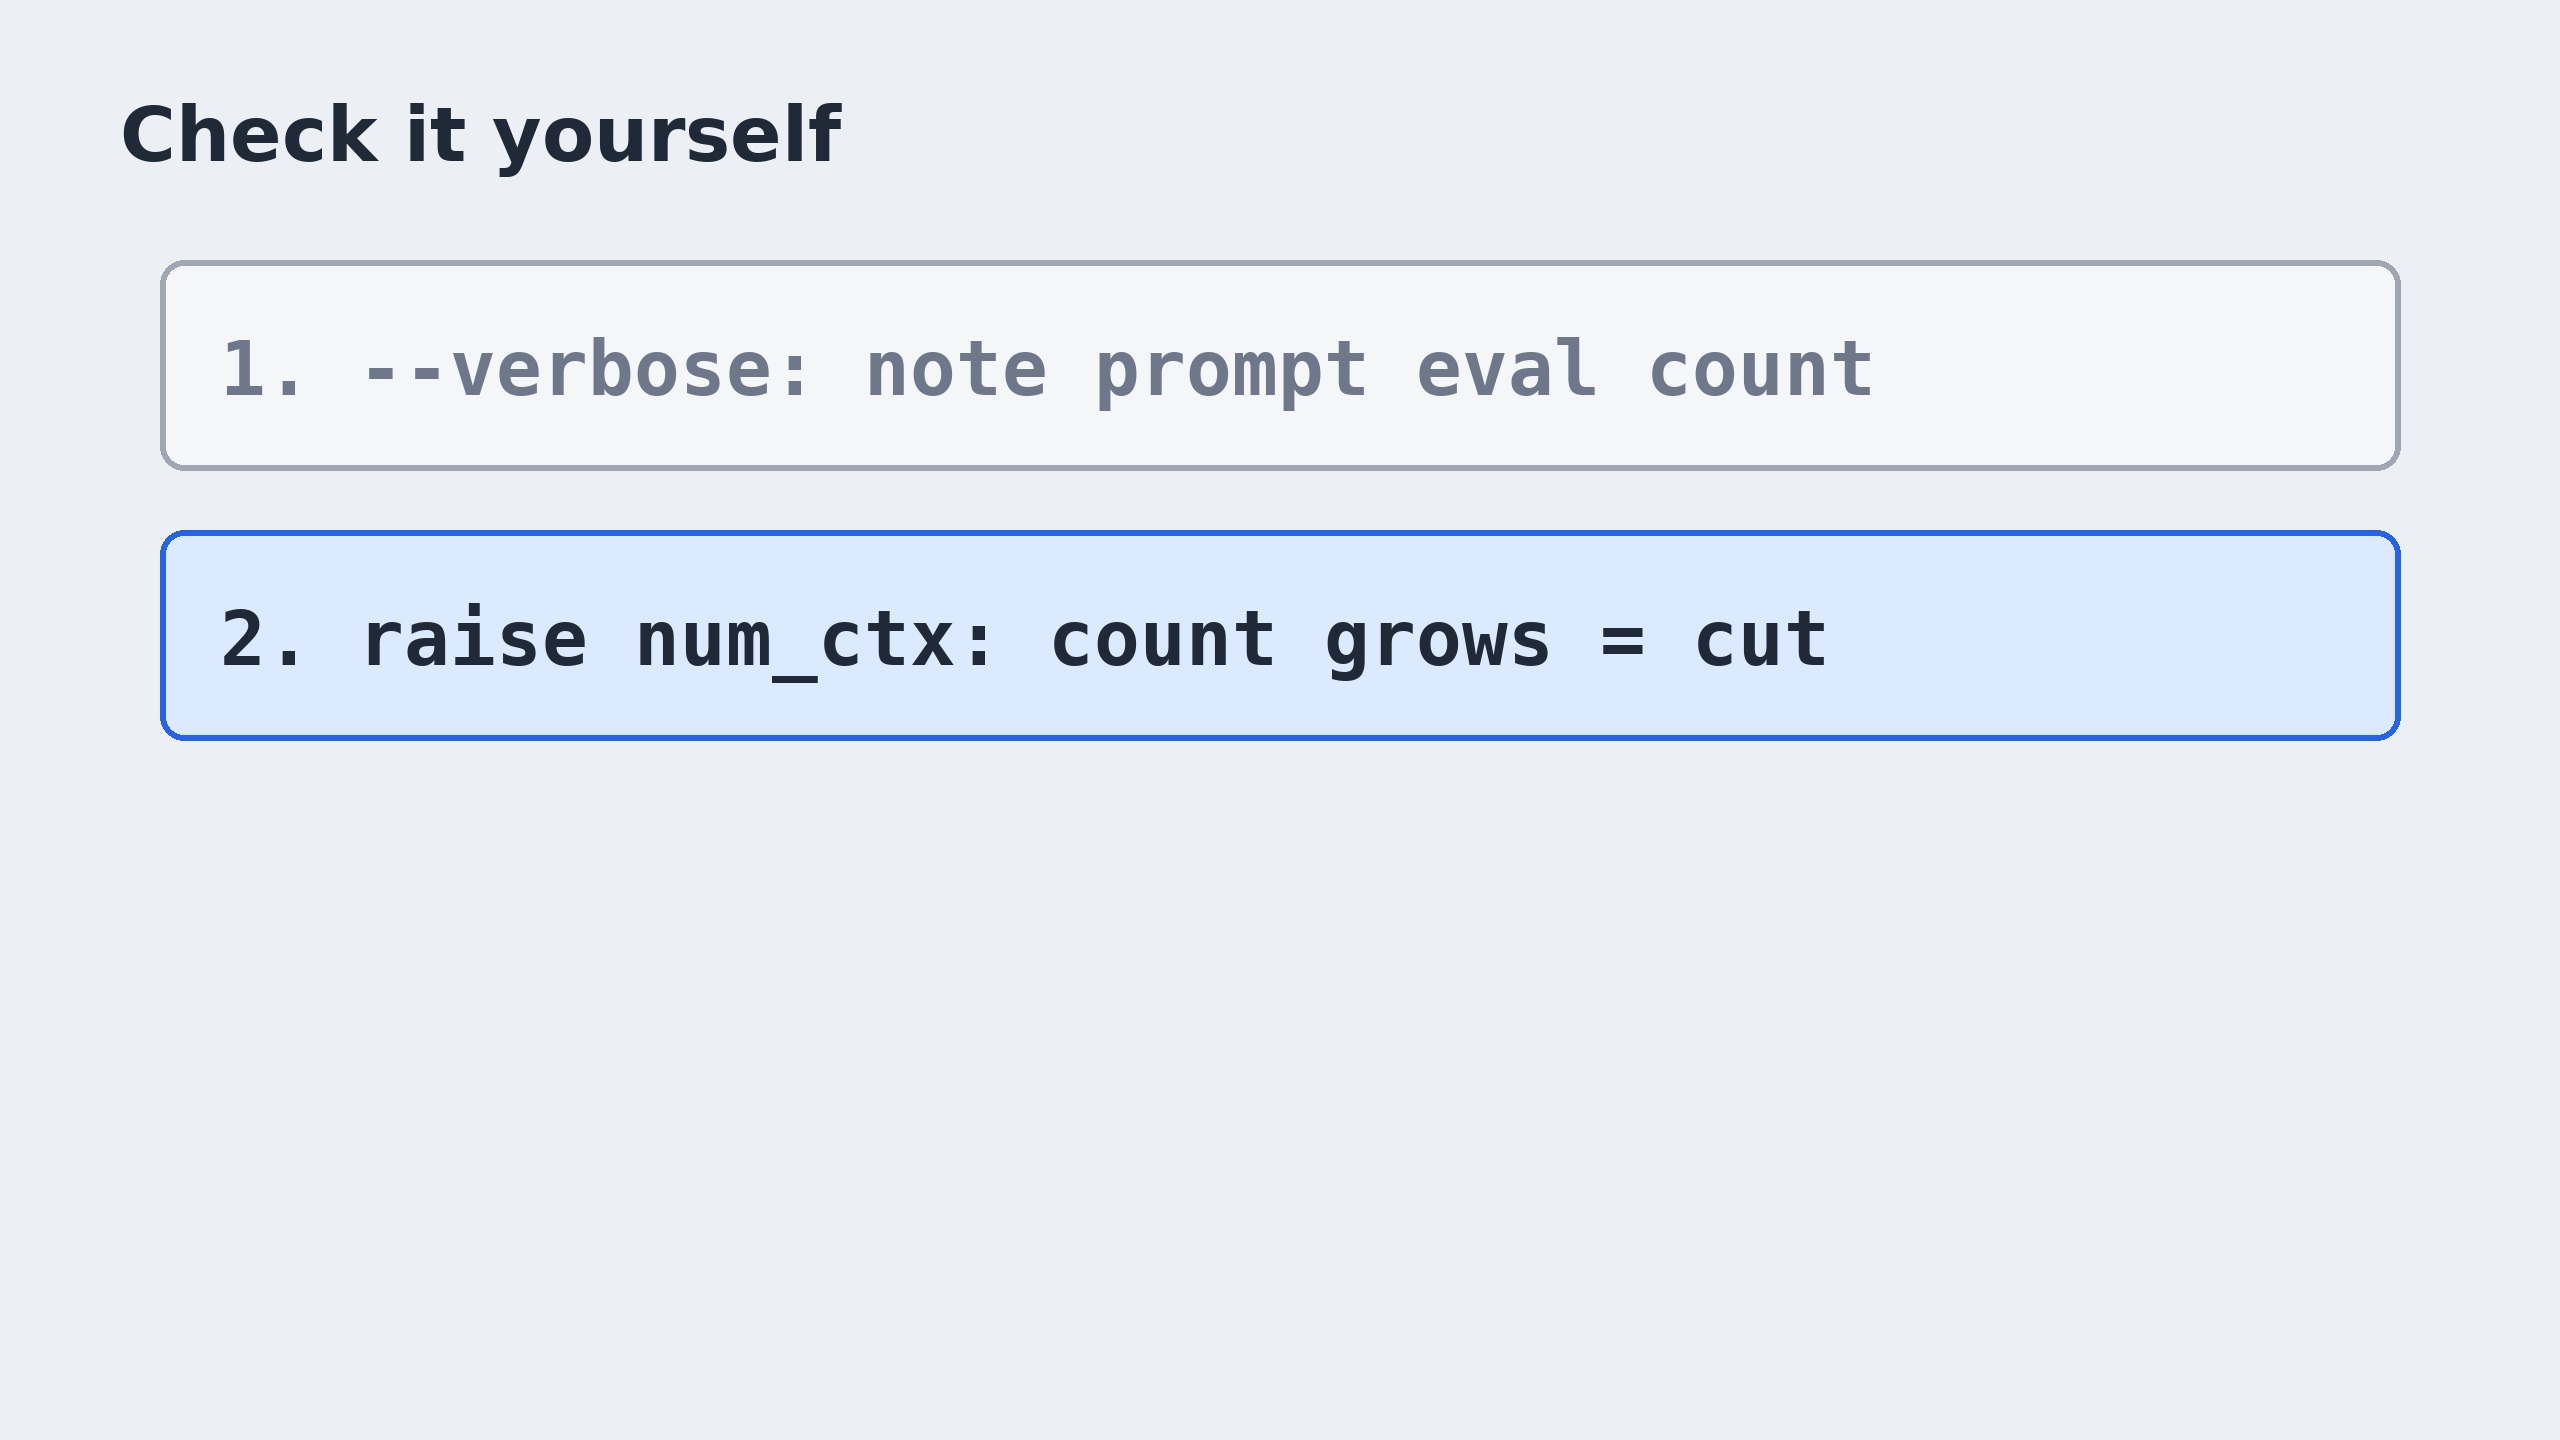 Check it yourself
1. --verbose: note prompt eval count
2. raise num_ctx: count grows = cut